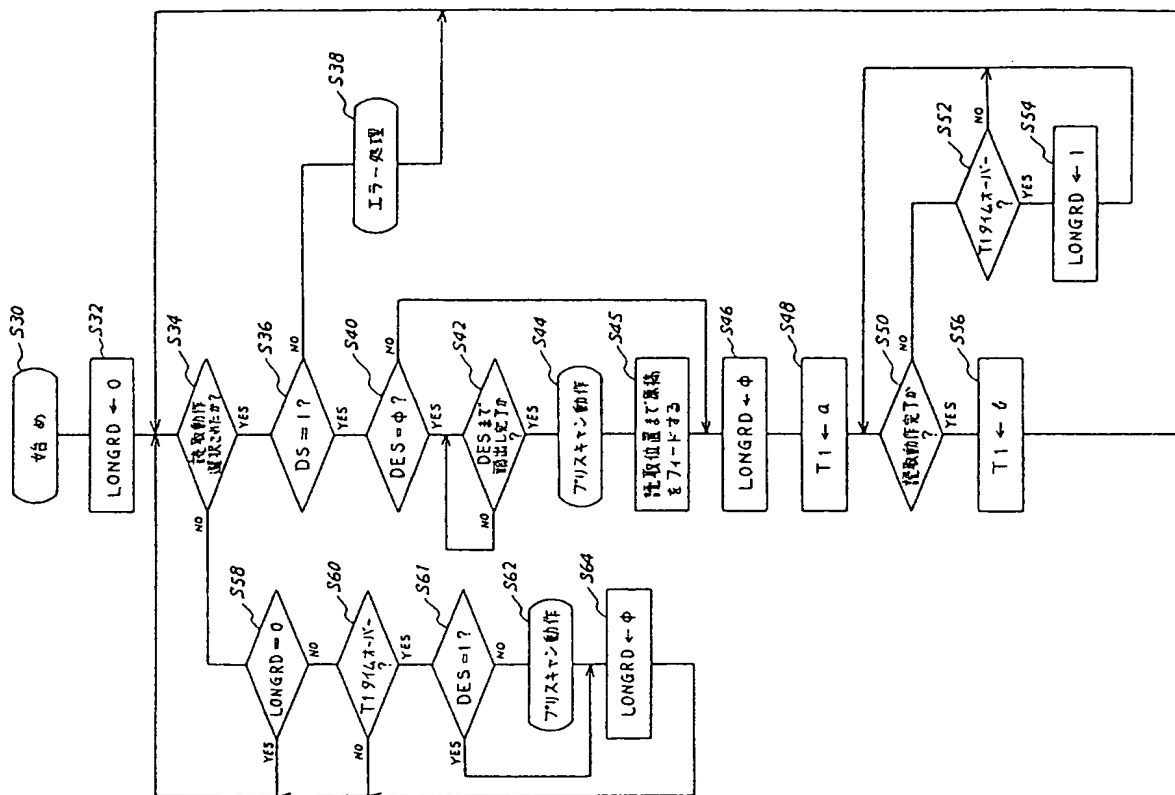 S30
始め
S32
LONGRD ← 0
S34
読取動作
選択されたか?
YES
NO
S36
DS = 1?
YES
NO
S38
エラー処理
S40
DES = φ?
YES
NO
S42
DESまで
繰出し完了か
?
YES
NO
S44
プリスキャン動作
S45
読取位置まで原稿
をフィードする
S46
LONGRD ← φ
S48
T1 ← a
S50
読取動作完了か
?
YES
NO
S52
T1タイムオーバー
?
YES
NO
S54
LONGRD ← 1
S56
T1 ← b
S58
LONGRD = 0
YES
NO
S60
T1タイムオーバー
?
YES
NO
S61
DES = 1?
YES
NO
S62
プリスキャン動作
S64
LONGRD ← φ